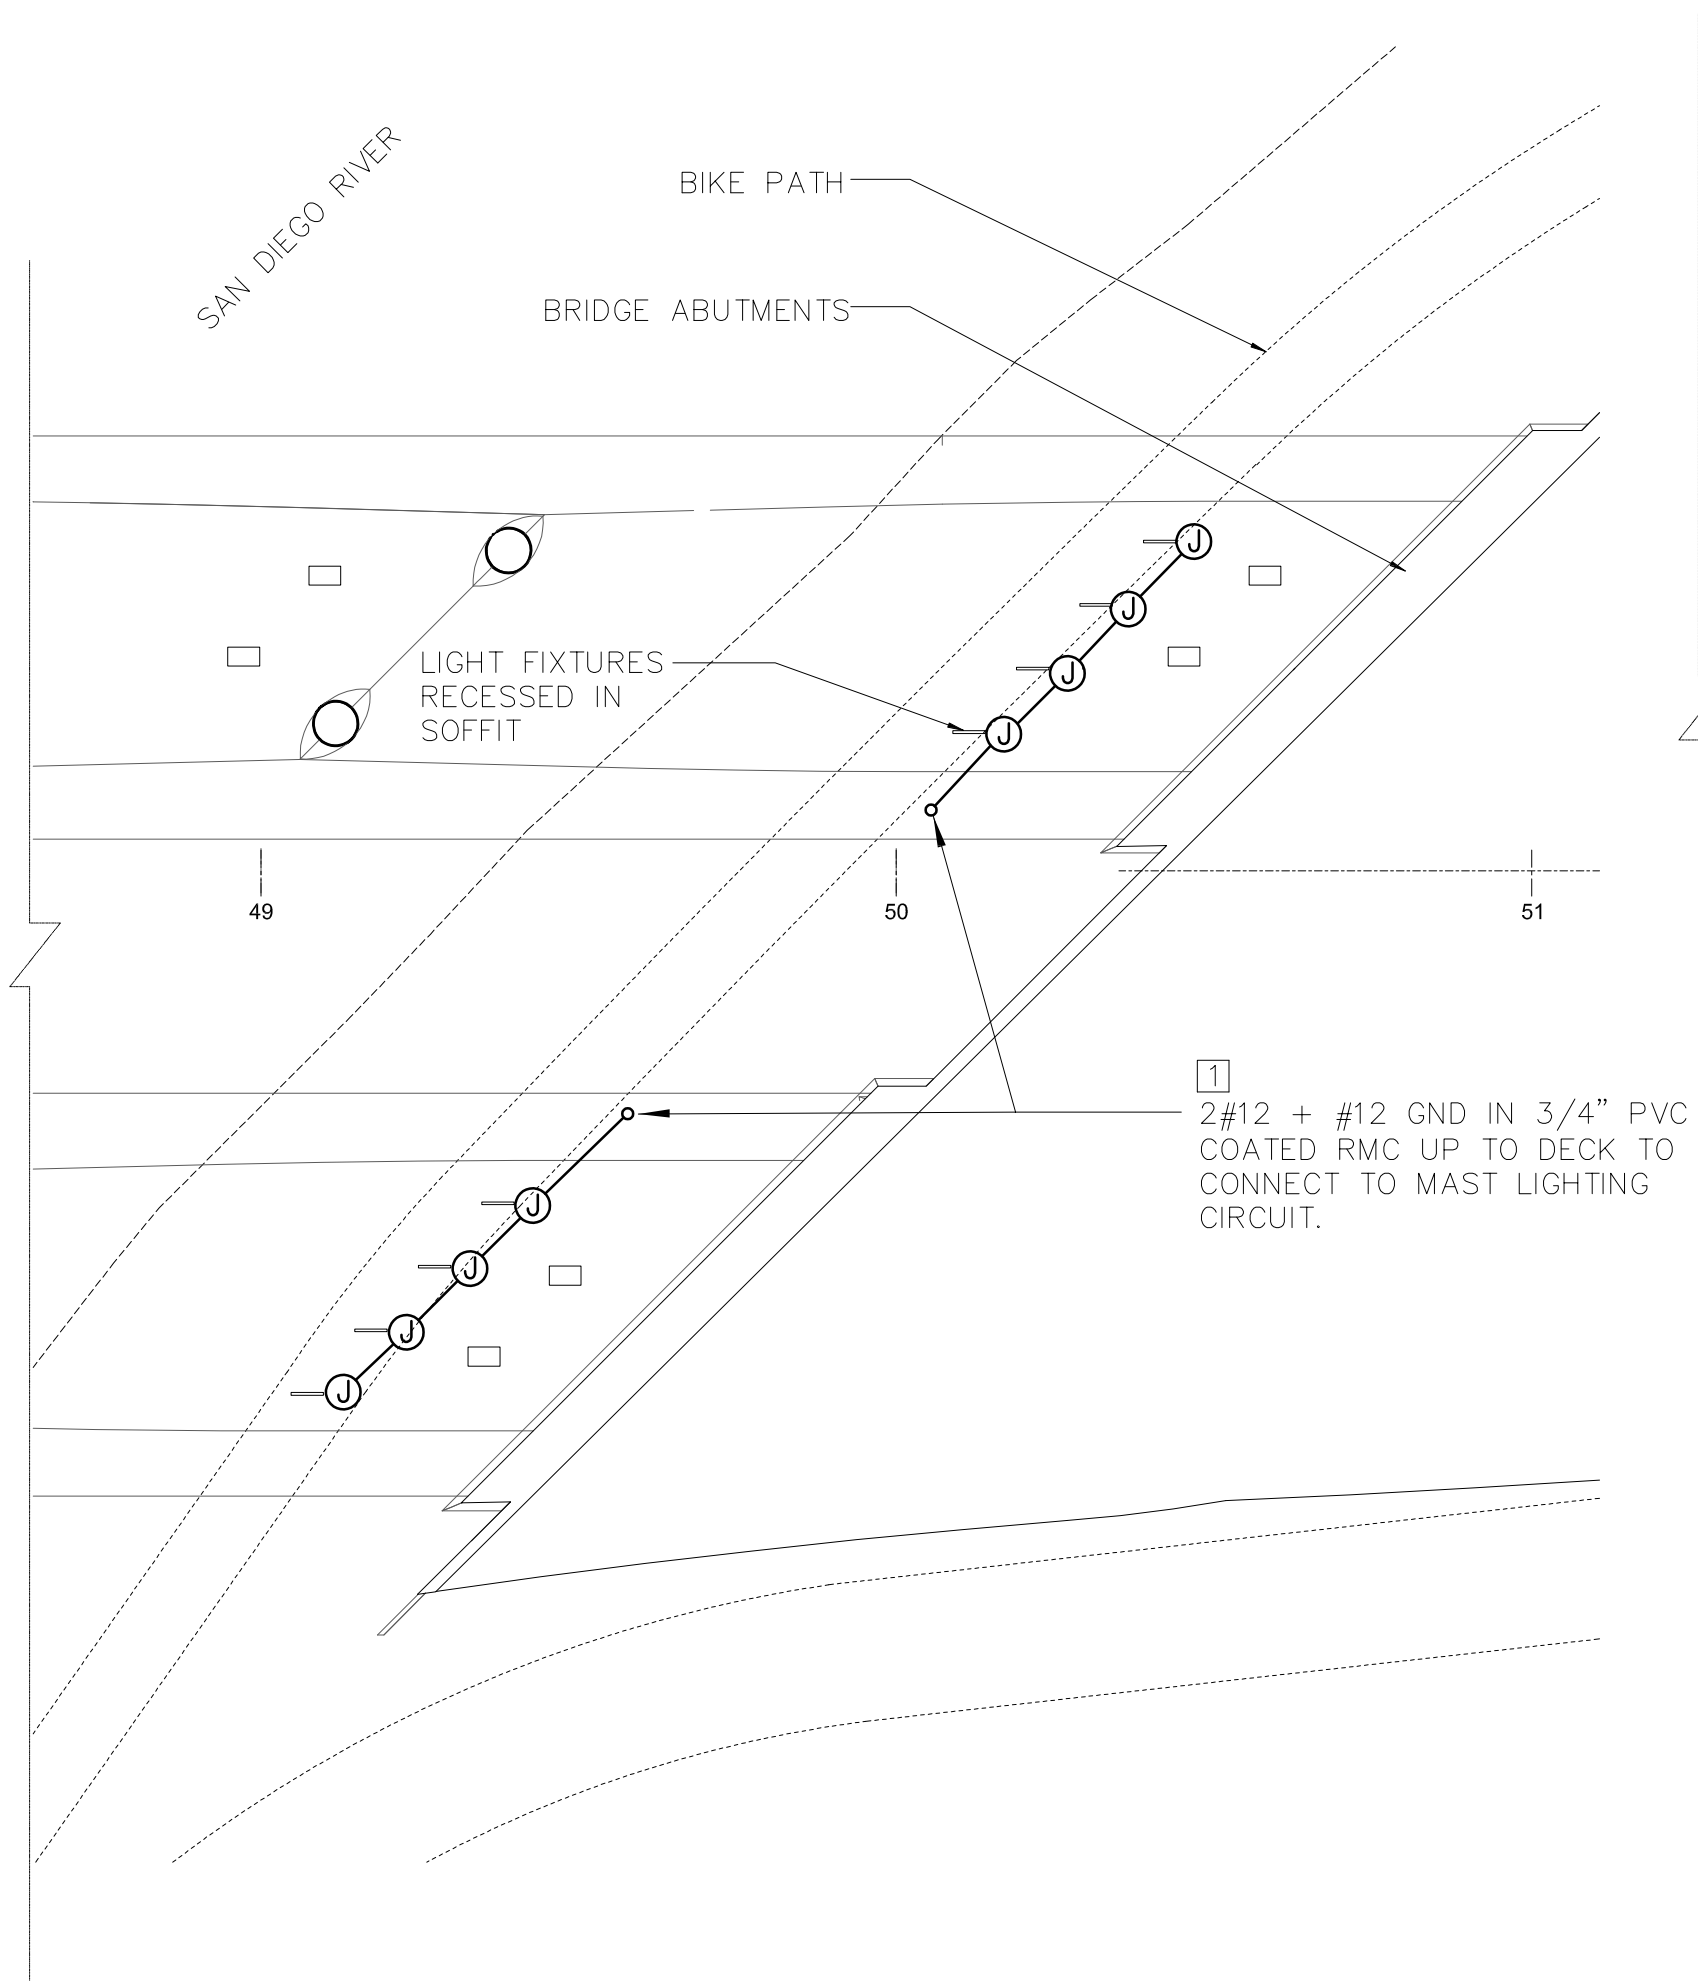 SAN DIEGO RIVER
BIKE PATH
BRIDGE ABUTMENTS
J
J
LIGHT FIXTURES
RECESSED IN
SOFFIT
J
J
49
50
51
1
2#12 + #12 GND IN 3/4" PVC
COATED RMC UP TO DECK TO
CONNECT TO MAST LIGHTING
CIRCUIT.
J
J
J
J